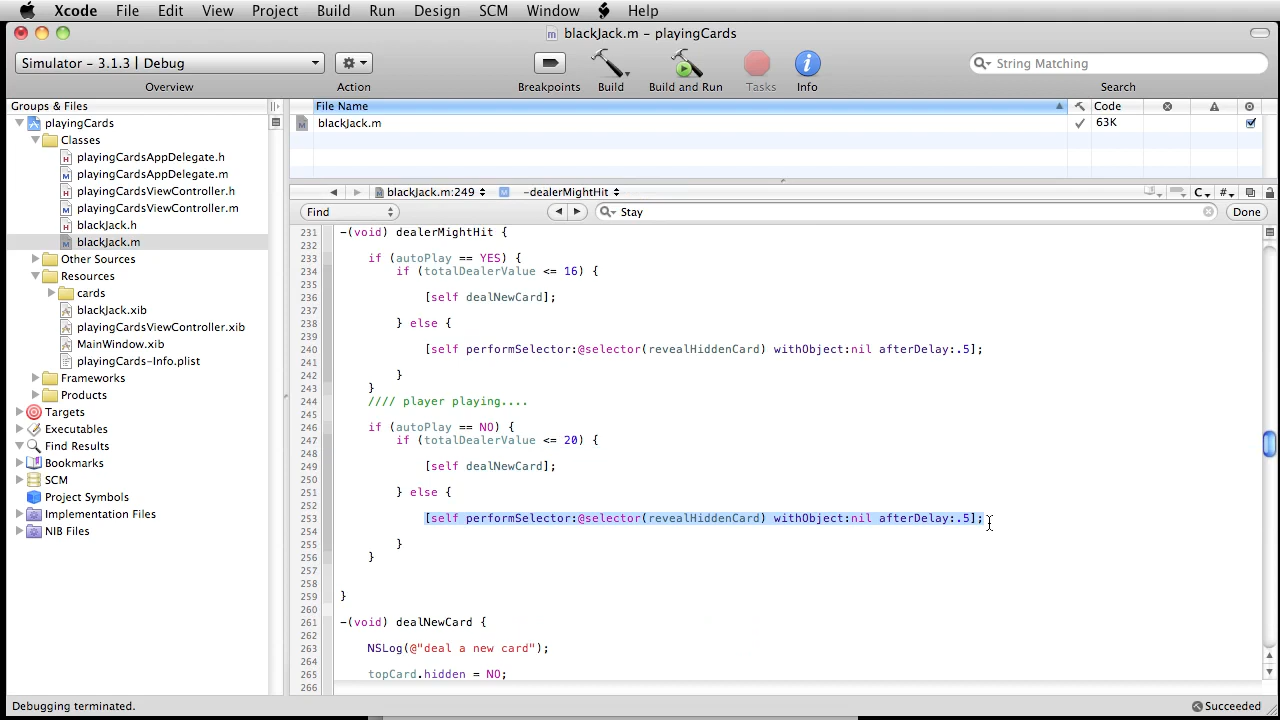 Xcode File Edit View Project Build Run Design SCM Window Help
blackJack.m - playingCards
Simulator - 3.1.3 | Debug
String Matching
Overview Action Breakpoints Build Build and Run Tasks Info Search
Groups & Files
File Name Code
playingCards
blackJack.m 63K
Classes
playingCardsAppDelegate.h
playingCardsAppDelegate.m
playingCardsViewController.h
playingCardsViewController.m
blackJack.h
blackJack.m
Other Sources
Resources
cards
blackJack.xib
playingCardsViewController.xib
MainWindow.xib
playingCards-Info.plist
Frameworks
Products
Targets
Executables
Find Results
Bookmarks
SCM
Project Symbols
Implementation Files
NIB Files
blackJack.m:249 M -dealerMightHit C #
Find Stay Done
231 -(void) dealerMightHit {
232
233 if (autoPlay == YES) {
234 if (totalDealerValue <= 16) {
235
236 [self dealNewCard];
237
238 } else {
239
240 [self performSelector:@selector(revealHiddenCard) withObject:nil afterDelay:.5];
241
242 }
243 }
244 //// player playing....
245
246 if (autoPlay == NO) {
247 if (totalDealerValue <= 20) {
248
249 [self dealNewCard];
250
251 } else {
252
253 [self performSelector:@selector(revealHiddenCard) withObject:nil afterDelay:.5];
254
255 }
256 }
257
258
259 }
260
261 -(void) dealNewCard {
262
263 NSLog(@"deal a new card");
264
265 topCard.hidden = NO;
266
Debugging terminated. Succeeded